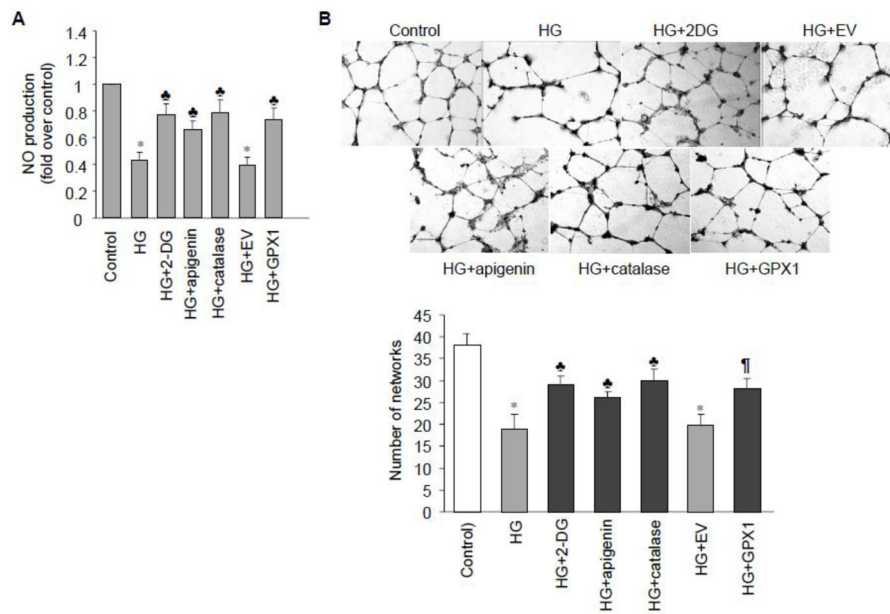 A
NO production
(fold over control)
1.4
1.2
1
0.8
0.6
0.4
0.2
0
*
♣
♣
♣
*
♣
Control
HG
HG+2-DG
HG+apigenin
HG+catalase
HG+EV
HG+GPX1
B
Control
HG
HG+2DG
HG+EV
HG+apigenin
HG+catalase
HG+GPX1
Number of networks
45
40
35
30
25
20
15
10
5
0
*
♣
♣
♣
*
¶
Control)
HG
HG+2-DG
HG+apigenin
HG+catalase
HG+EV
HG+GPX1